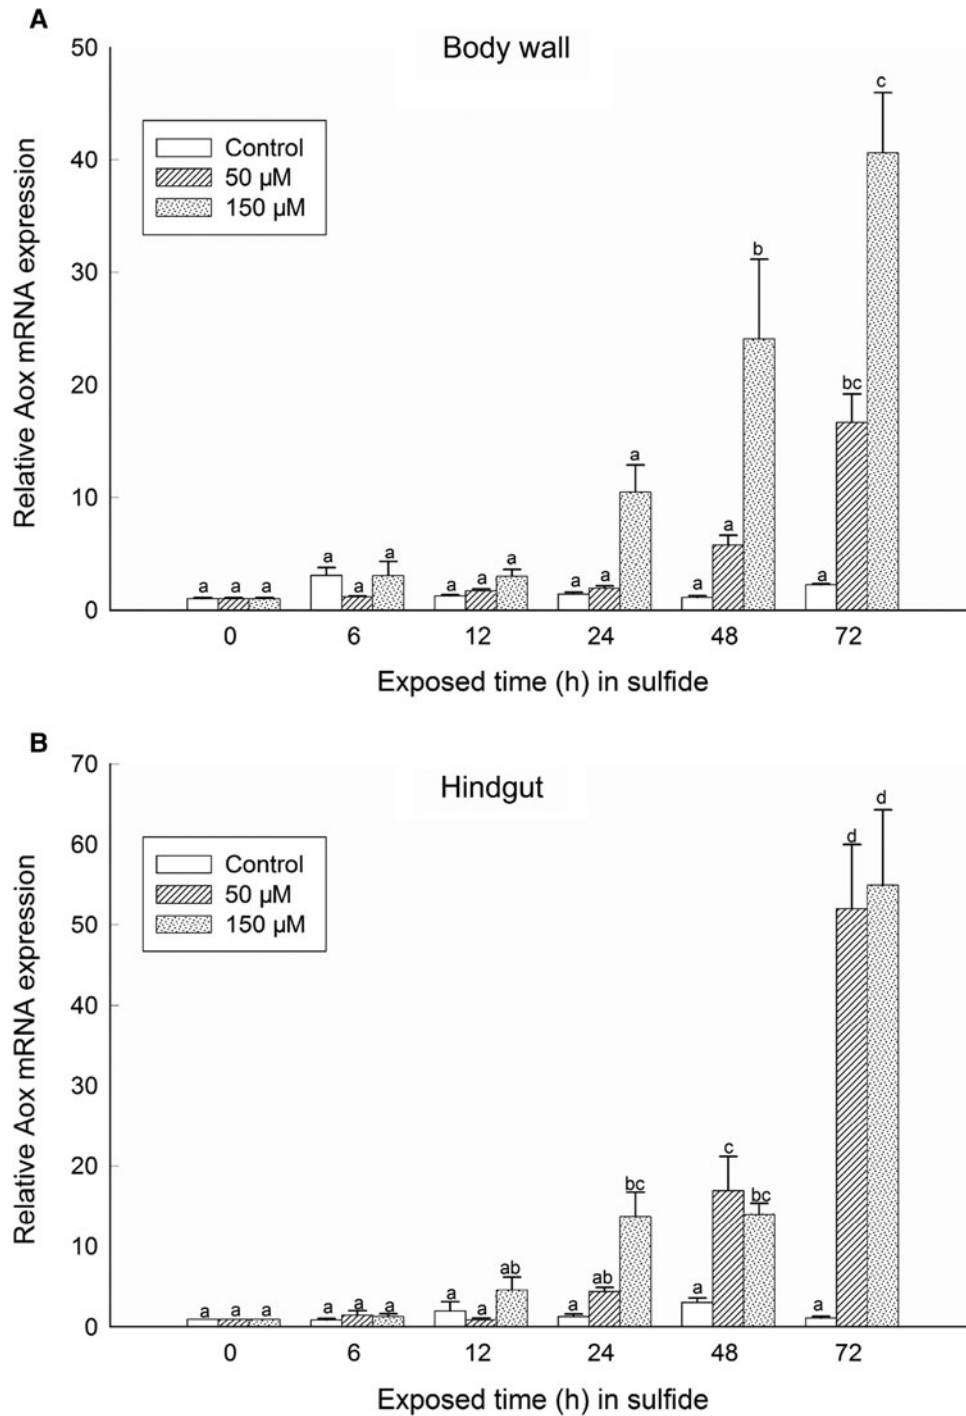 A
Body wall
50
40
30
20
10
0
Relative Aox mRNA expression
Control
50 µM
150 µM
a a a
a a a
a a a
a a a
a a b
a bc c
0 6 12 24 48 72
Exposed time (h) in sulfide
B
Hindgut
70
60
50
40
30
20
10
0
Relative Aox mRNA expression
Control
50 µM
150 µM
a a a
a a a
a a ab
a ab bc
a c bc
a d d
0 6 12 24 48 72
Exposed time (h) in sulfide